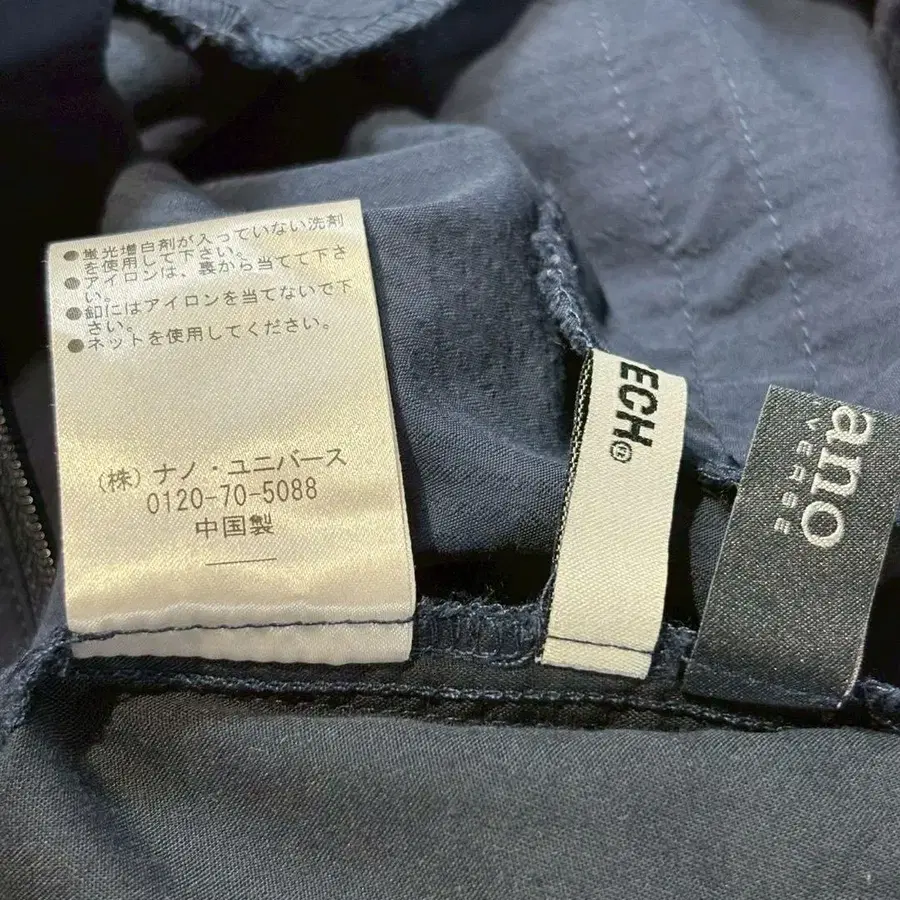 ●蛍光増白剤が入っていない洗剤
を使用して下さい。
●アイロンは、裏から当てて下さ
い。
●釦にはアイロンを当てないで下
さい。
●ネットを使用してください。
(株)ナノ・ユニバース
0120-70-5088
中国製
ECH®
ano
VERSE